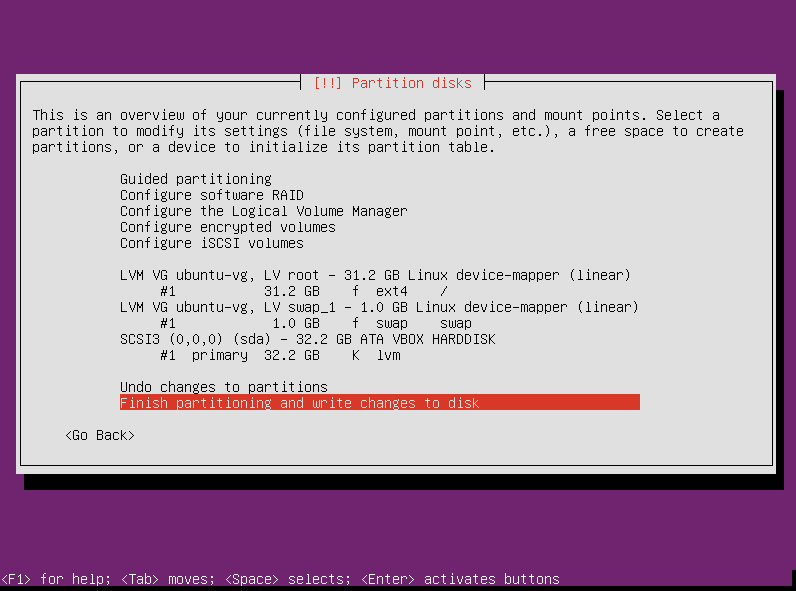 [!!] Partition disks
This is an overview of your currently configured partitions and mount points. Select a
partition to modify its settings (file system, mount point, etc.), a free space to create
partitions, or a device to initialize its partition table.
Guided partitioning
Configure software RAID
Configure the Logical Volume Manager
Configure encrypted volumes
Configure iSCSI volumes
LVM VG ubuntu-vg, LV root - 31.2 GB Linux device-mapper (linear)
#1 31.2 GB f ext4 /
LVM VG ubuntu-vg, LV swap_1 - 1.0 GB Linux device-mapper (linear)
#1 1.0 GB f swap swap
SCSI3 (0,0,0) (sda) - 32.2 GB ATA VBOX HARDDISK
#1 primary 32.2 GB K lvm
Undo changes to partitions
Finish partitioning and write changes to disk
<Go Back>
<F1> for help; <Tab> moves; <Space> selects; <Enter> activates buttons